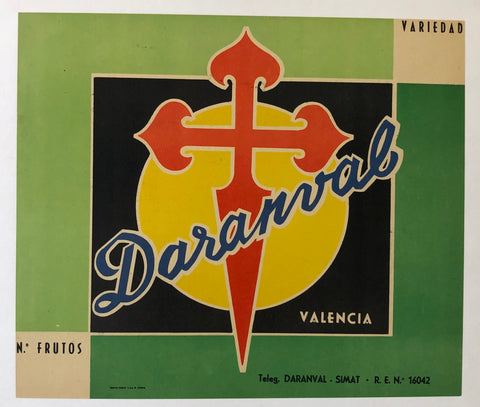 VARIEDAD
Daranval
VALENCIA
N.º FRUTOS
Teleg. DARANVAL - SIMAT • R. E. N.º 16042